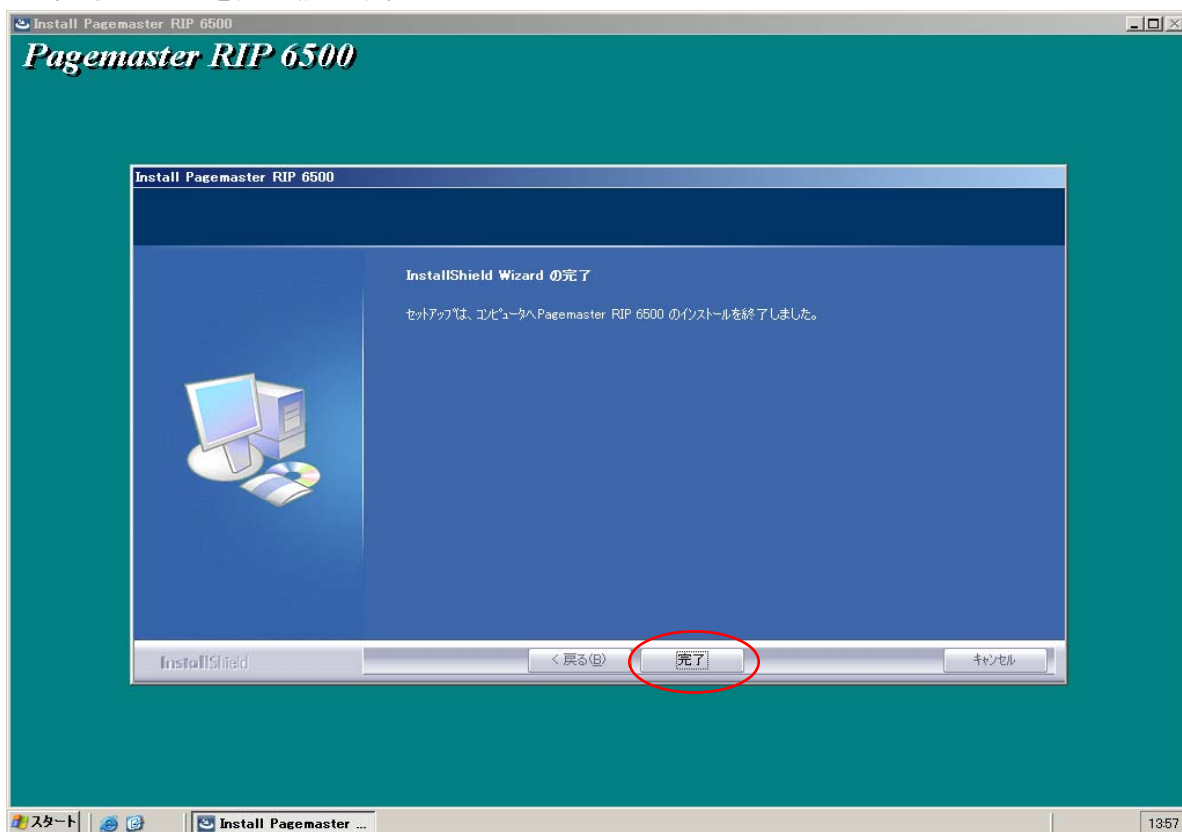 Install Pagemaster RIP 6500
Pagemaster RIP 6500
Install Pagemaster RIP 6500
InstallShield Wizard の完了
セットアップは、コンピュータへPagemaster RIP 6500 のインストールを終了しました。
InstallShield
< 戻る(B)
完了
キャンセル
スタート
Install Pagemaster ...
13:57